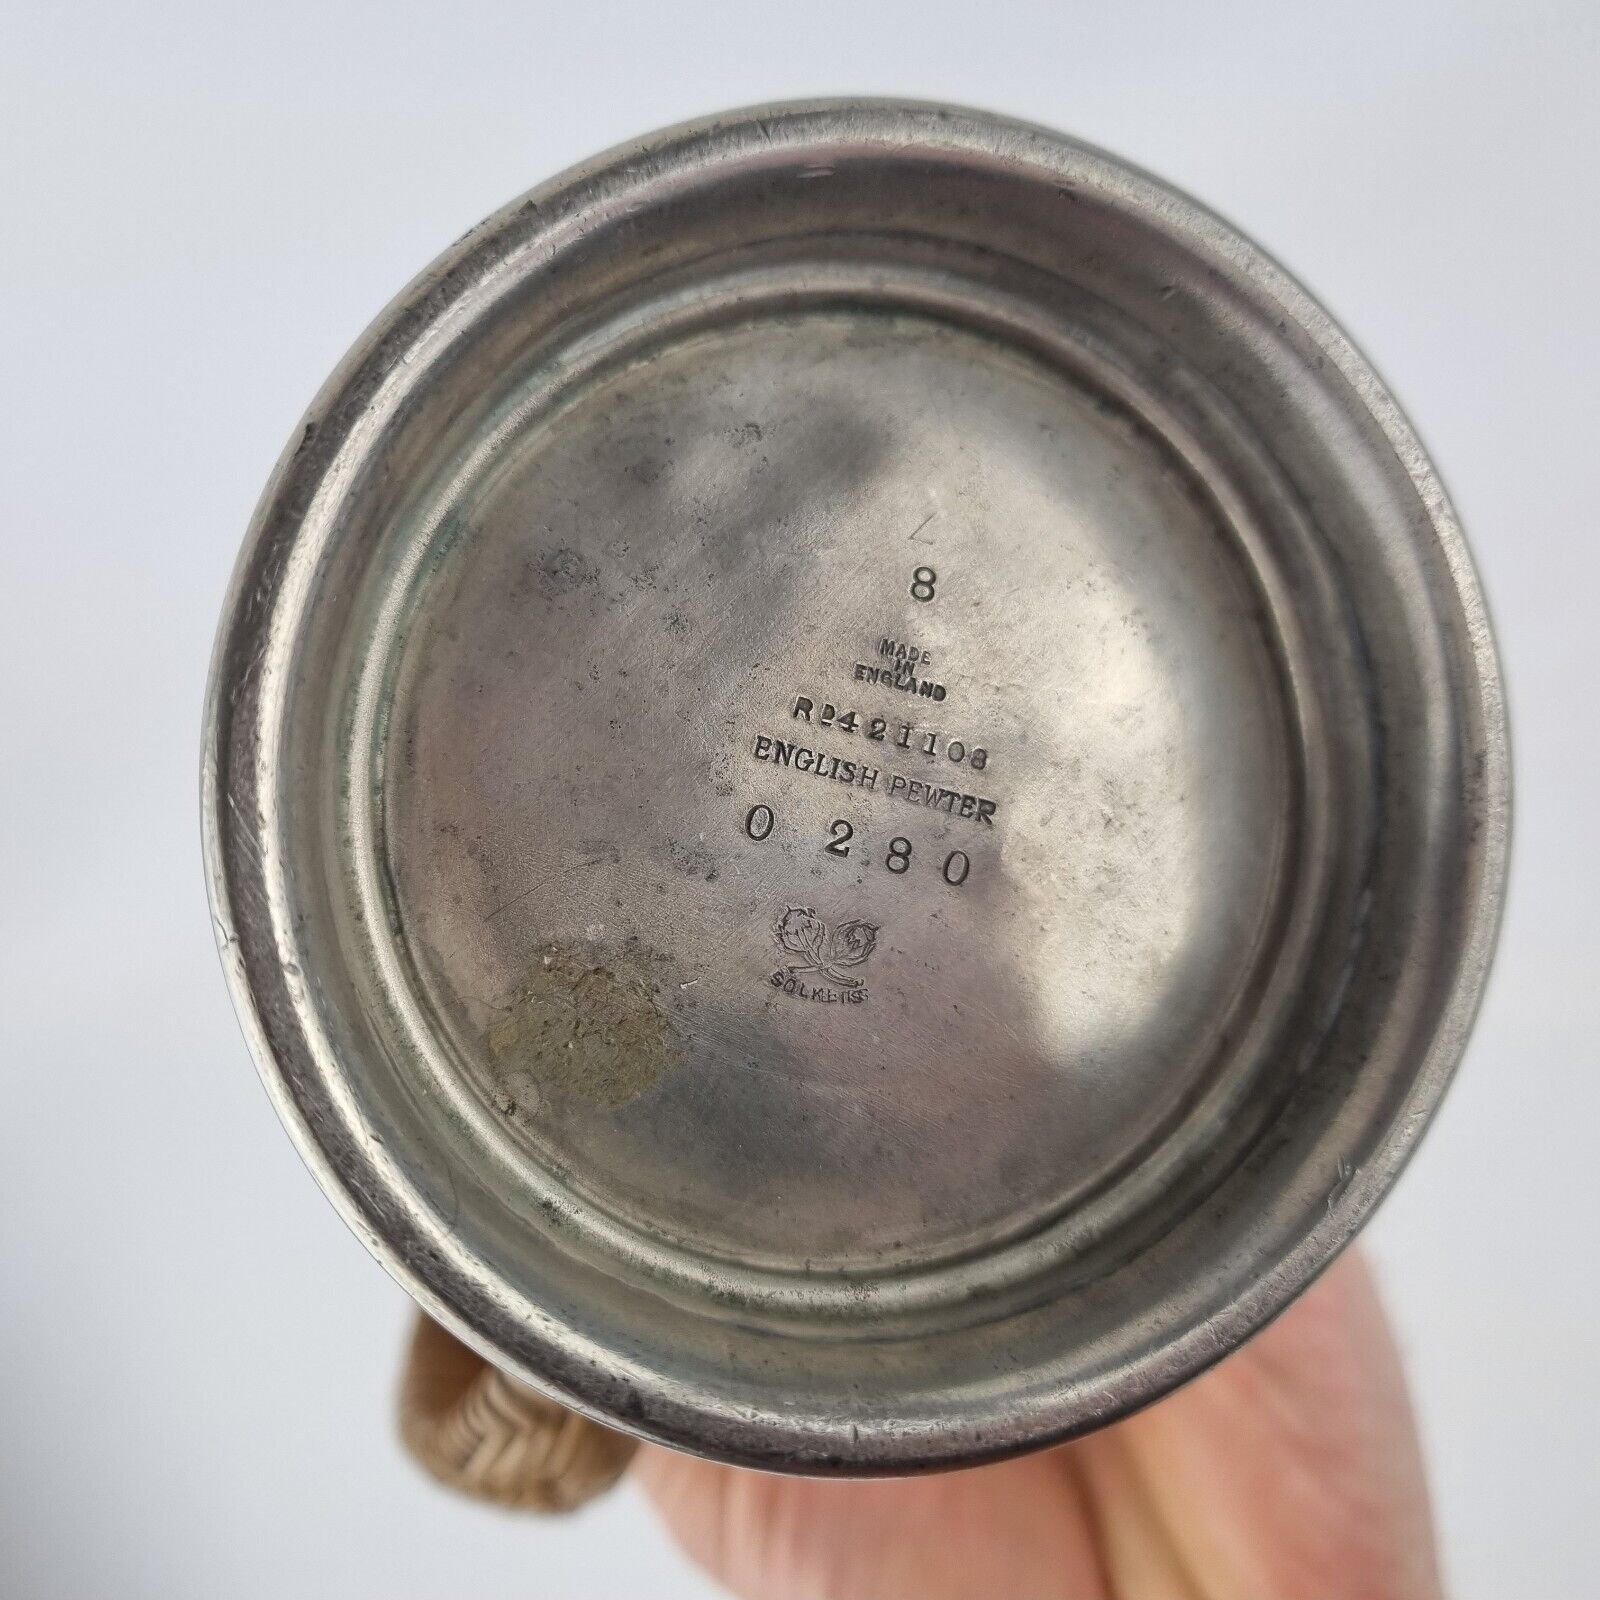 8
MADE
IN
ENGLAND
RD421108
ENGLISH PEWTER
0 280
SOLKETS